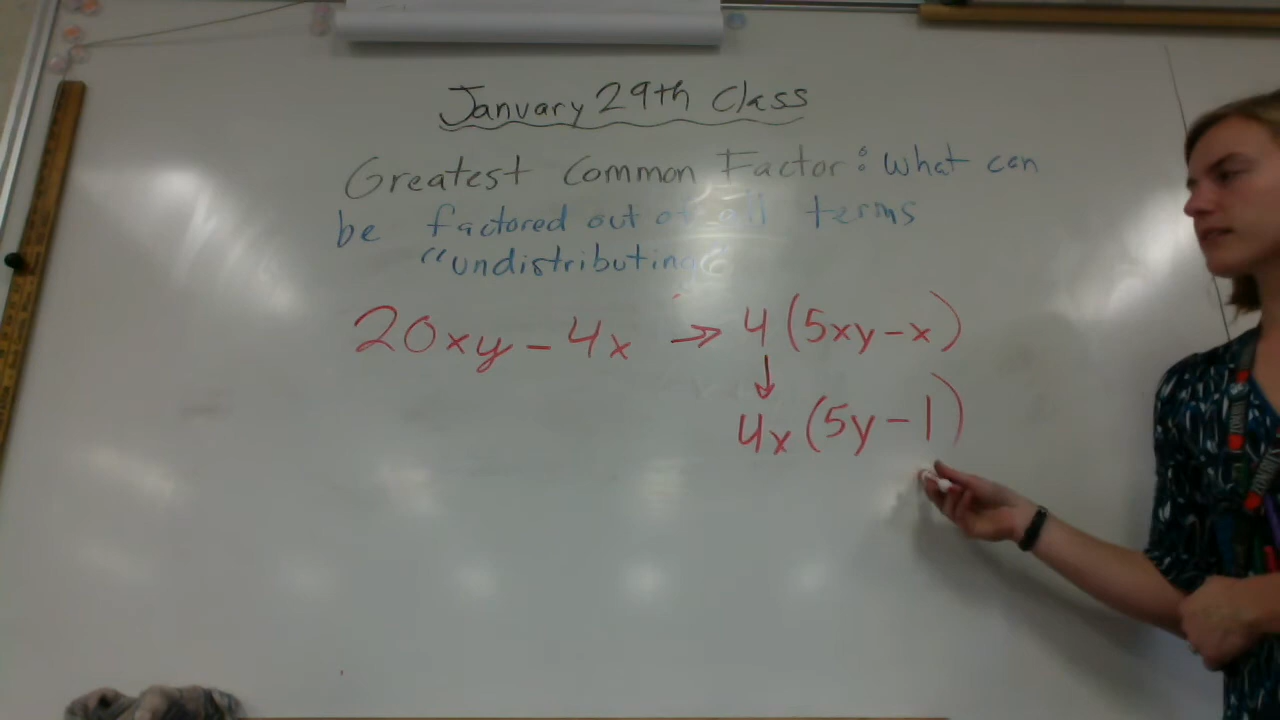 January 29th Class
Greatest Common Factor: what can
be factored out of all terms
"undistributing"
20xy - 4x → 4(5xy-x)
↓
4x(5y-1)